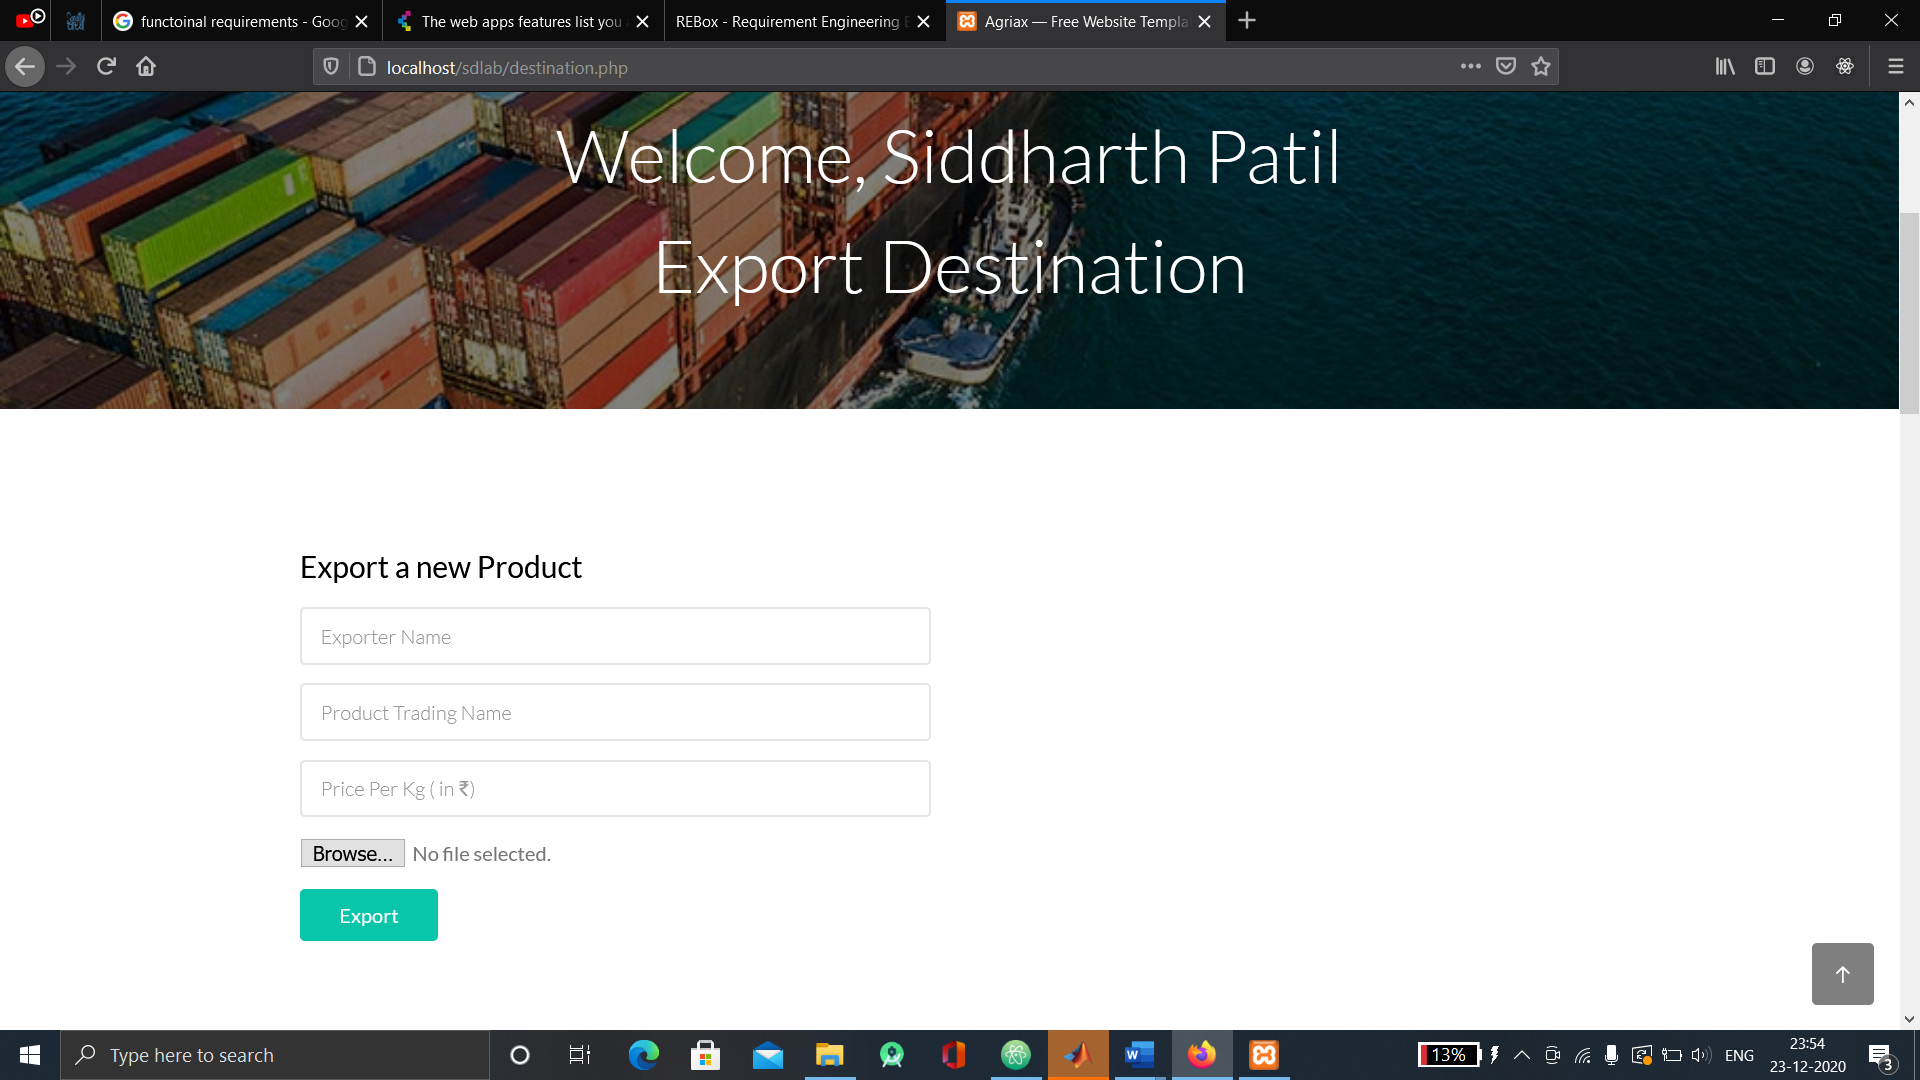 functoinal requirements - Goog
The web apps features list you
REBox - Requirement Engineering E
Agriax — Free Website Templa
localhost/sdlab/destination.php
Welcome, Siddharth Patil
Export Destination
Export a new Product
Exporter Name
Product Trading Name
Price Per Kg ( in ₹)
Browse... No file selected.
Export
Type here to search
13%
ENG
23:54
23-12-2020
3